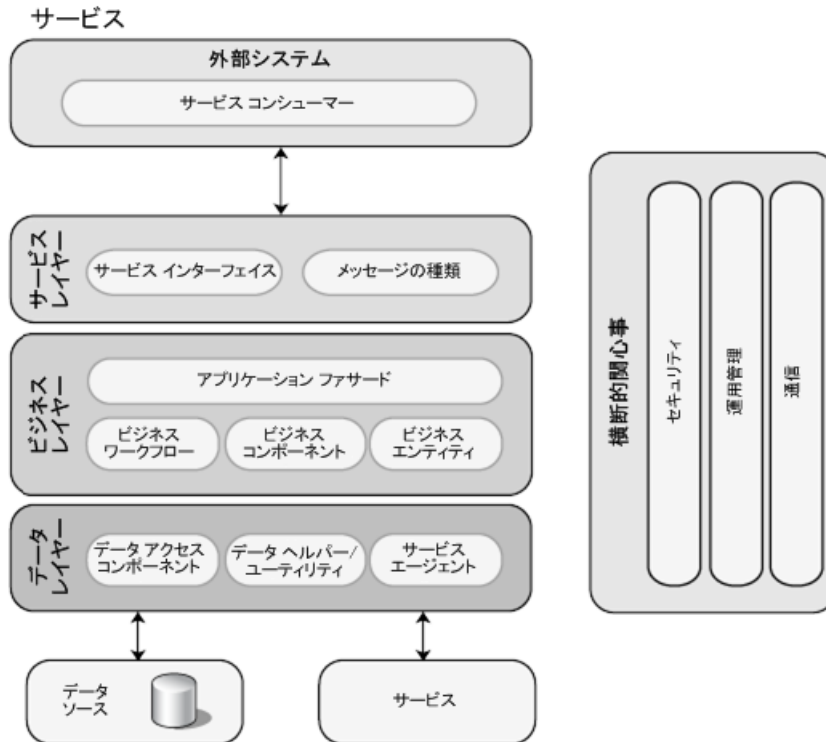 サービス
外部システム
サービス コンシューマー
サービス
レイヤー
サービス インターフェイス
メッセージの種類
ビジネス
レイヤー
アプリケーション ファサード
ビジネス
ワークフロー
ビジネス
コンポーネント
ビジネス
エンティティ
データ
レイヤー
データ アクセス
コンポーネント
データ ヘルパー/
ユーティリティ
サービス
エージェント
データ
ソース
サービス
横断的関心事
セキュリティ
運用管理
通信